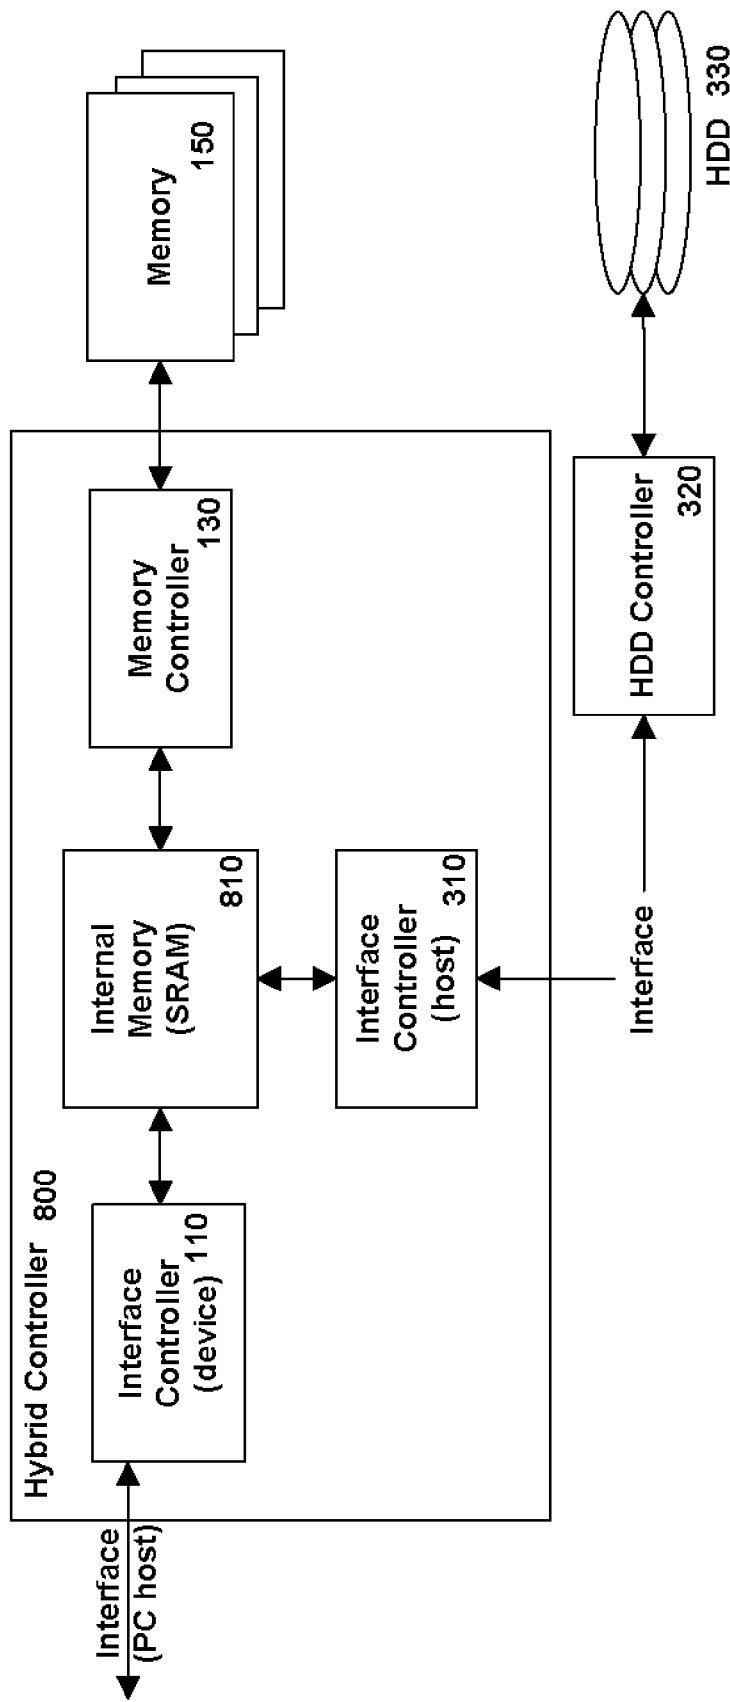 Hybrid Controller 800
Interface
(PC host)
Interface
Controller
(device) 110
Internal
Memory
(SRAM)
810
Memory
Controller
130
Memory
150
Interface
Controller
(host) 310
Interface
HDD Controller
320
HDD 330